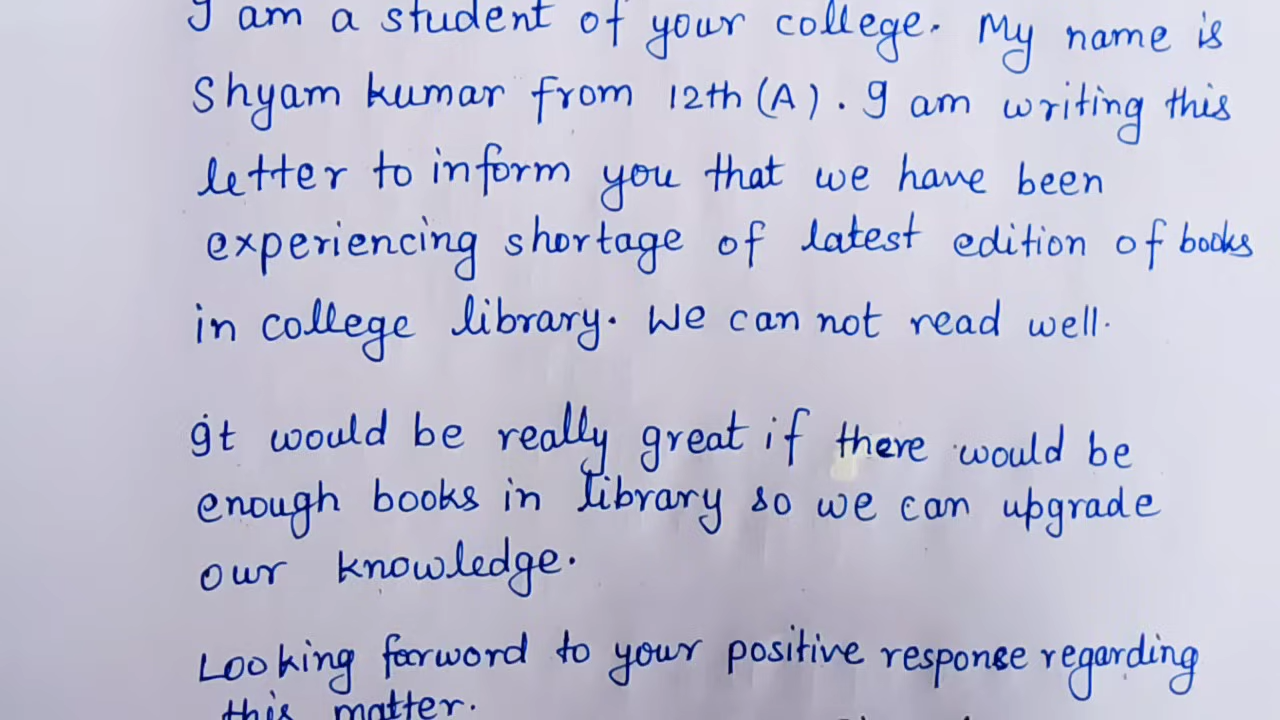 I am a student of your college. My name is
Shyam kumar from 12th (A). I am writing this
letter to inform you that we have been
experiencing shortage of latest edition of books
in college library. We can not read well.
It would be really great if there would be
enough books in library so we can upgrade
our knowledge.
Looking forward to your positive response regarding
this matter.